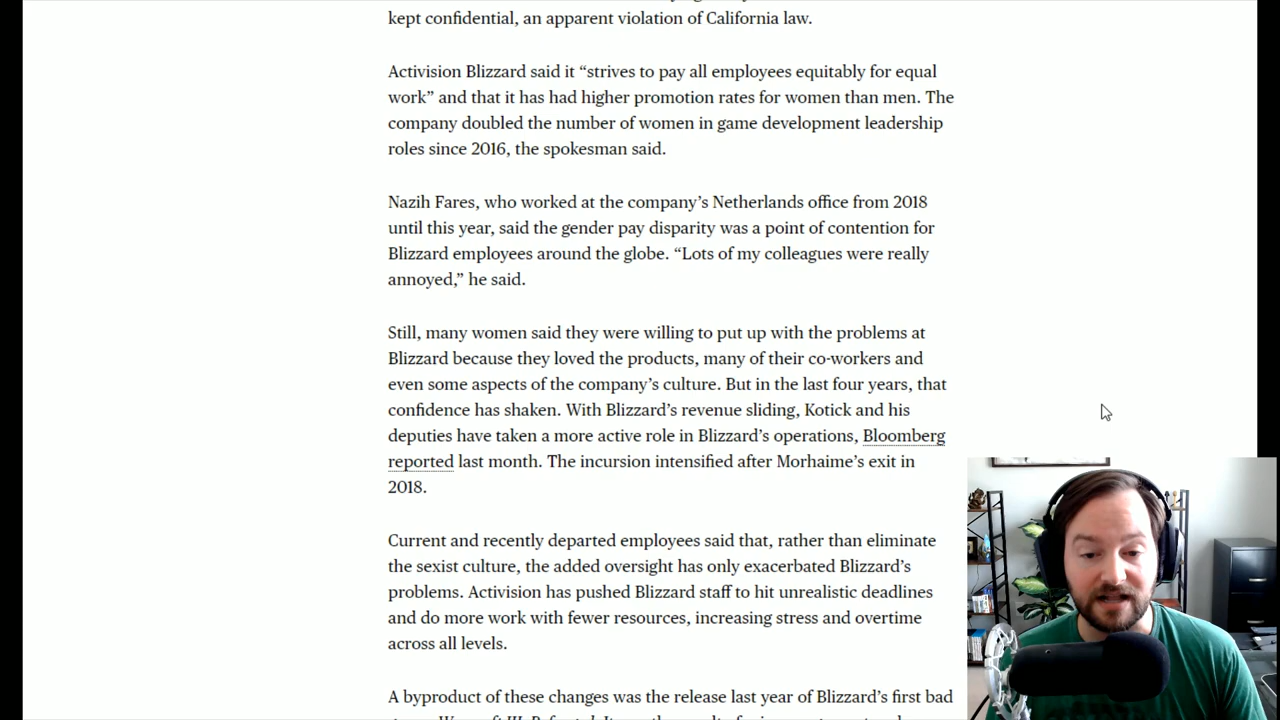 kept confidential, an apparent violation of California law.
Activision Blizzard said it “strives to pay all employees equitably for equal
work” and that it has had higher promotion rates for women than men. The
company doubled the number of women in game development leadership
roles since 2016, the spokesman said.
Nazih Fares, who worked at the company’s Netherlands office from 2018
until this year, said the gender pay disparity was a point of contention for
Blizzard employees around the globe. “Lots of my colleagues were really
annoyed,” he said.
Still, many women said they were willing to put up with the problems at
Blizzard because they loved the products, many of their co-workers and
even some aspects of the company’s culture. But in the last four years, that
confidence has shaken. With Blizzard’s revenue sliding, Kotick and his
deputies have taken a more active role in Blizzard’s operations, Bloomberg
reported last month. The incursion intensified after Morhaime’s exit in
2018.
Current and recently departed employees said that, rather than eliminate
the sexist culture, the added oversight has only exacerbated Blizzard’s
problems. Activision has pushed Blizzard staff to hit unrealistic deadlines
and do more work with fewer resources, increasing stress and overtime
across all levels.
A byproduct of these changes was the release last year of Blizzard’s first bad